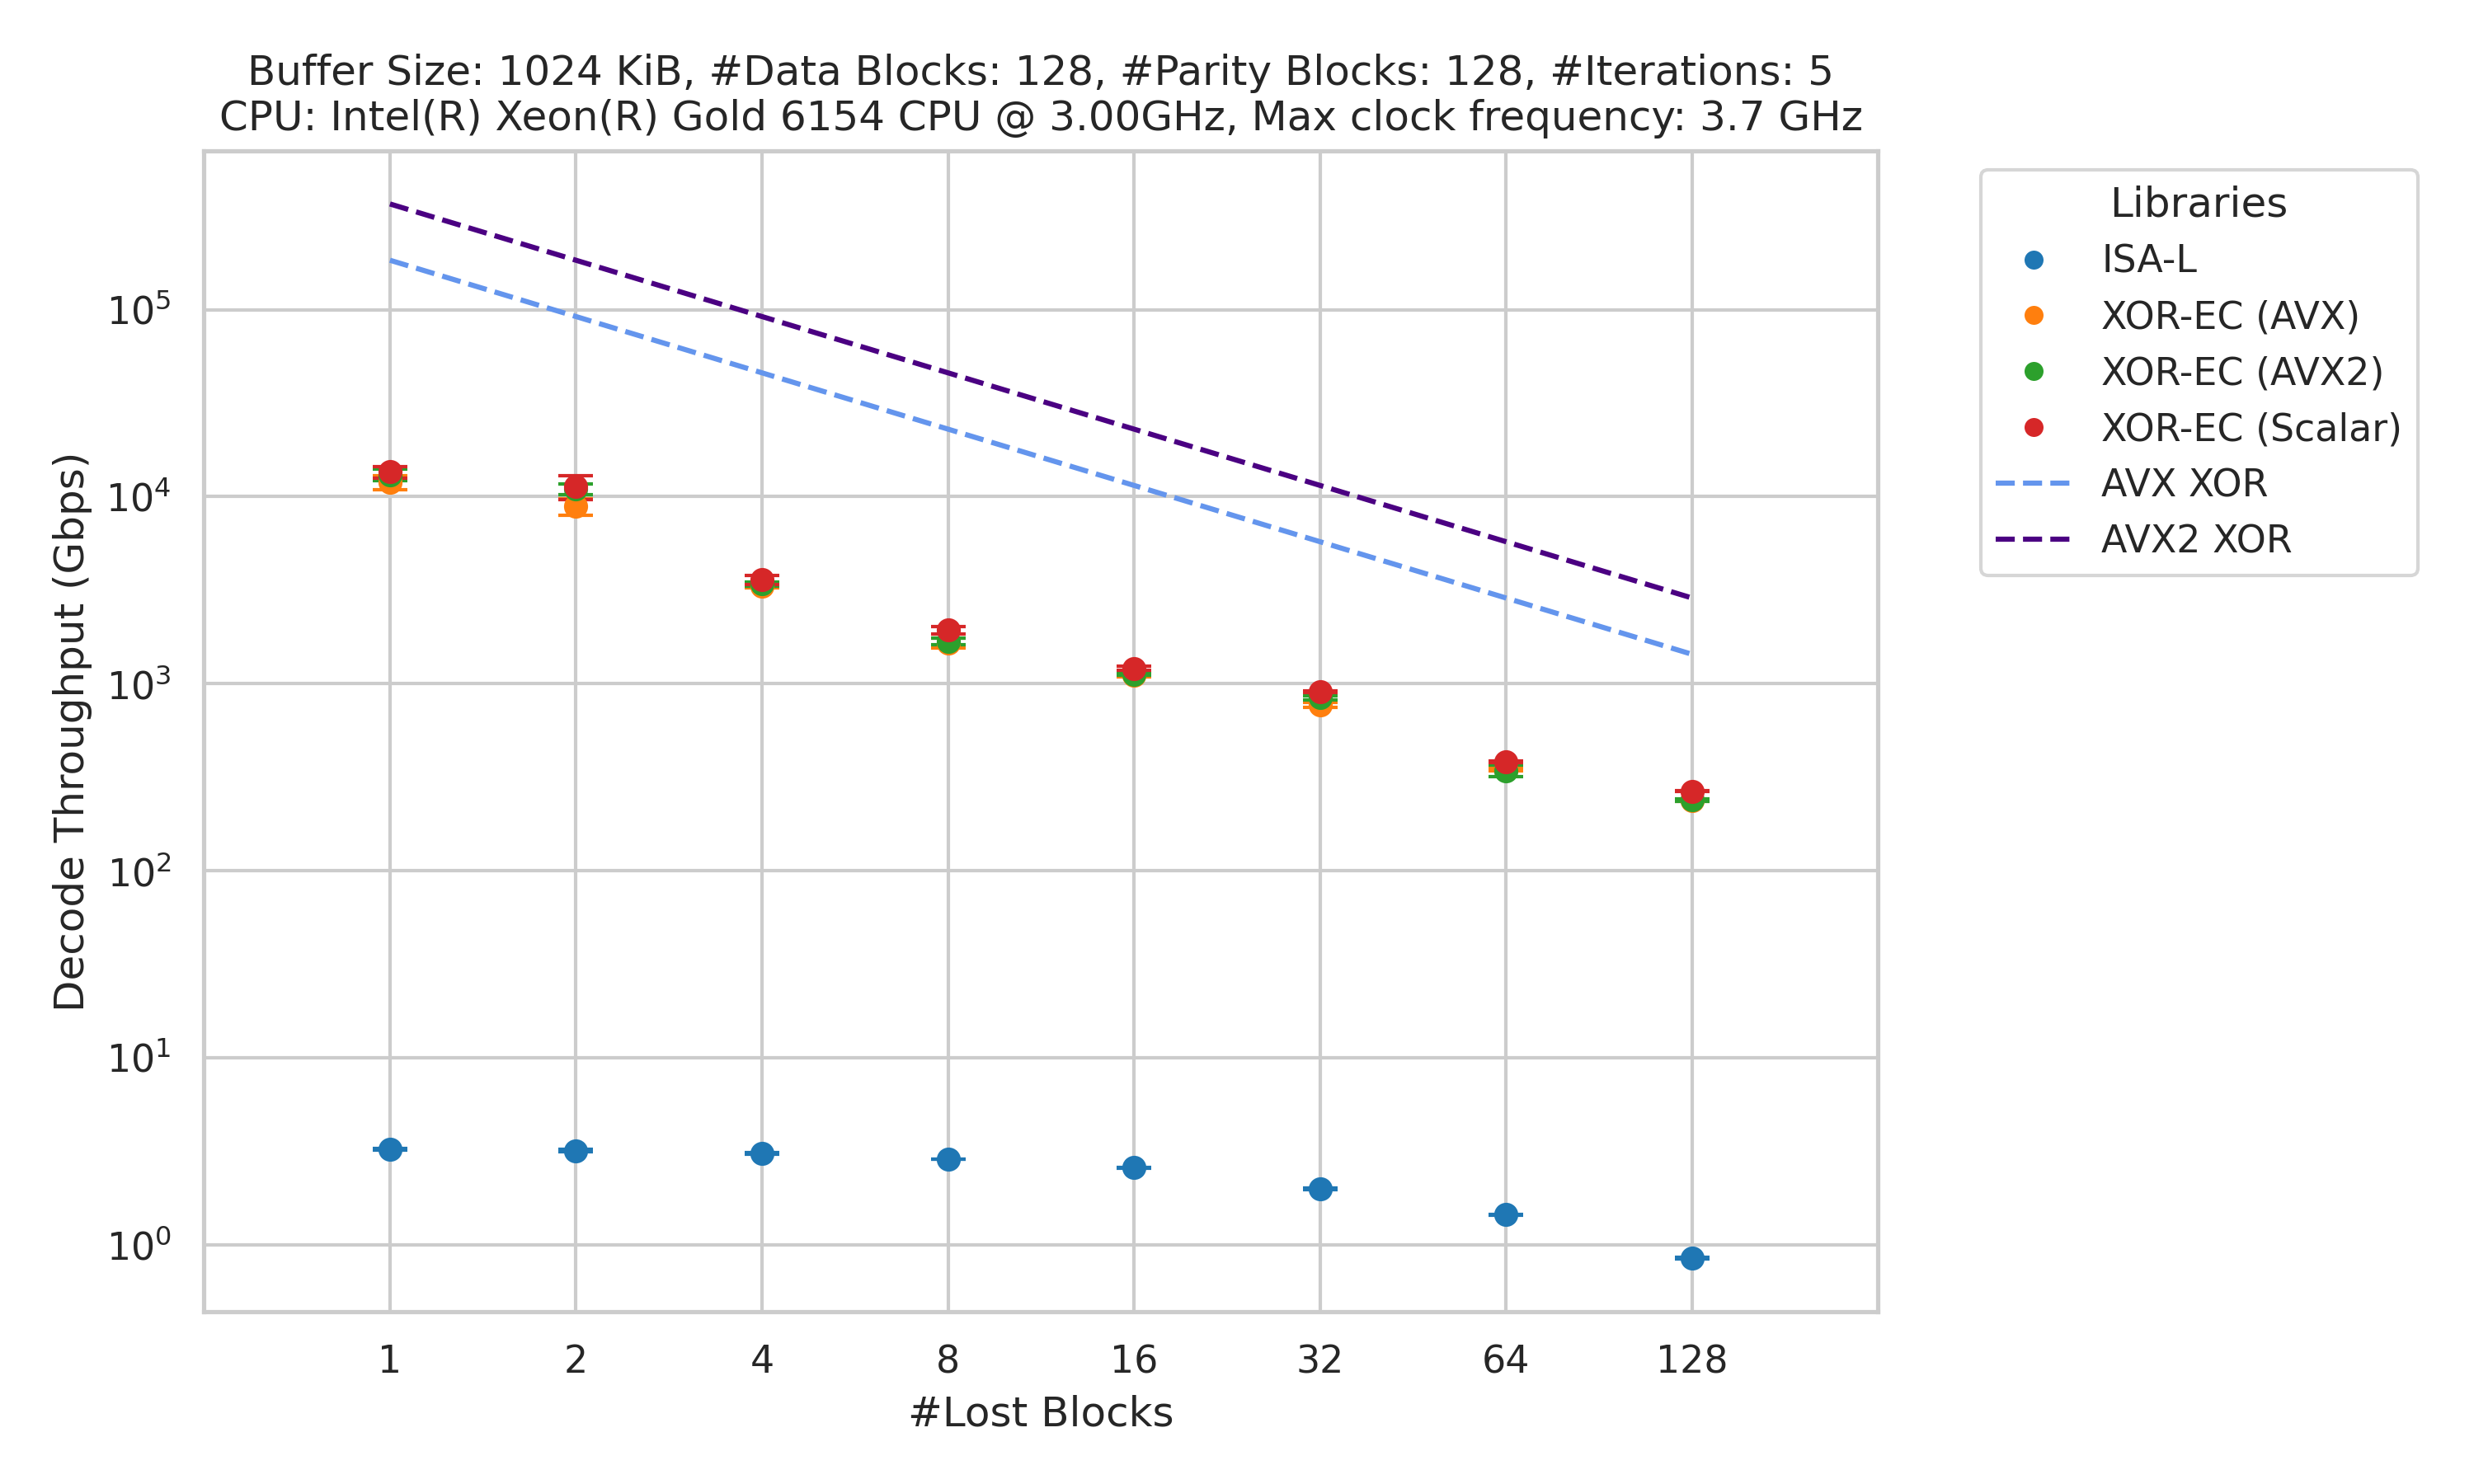 Buffer Size: 1024 KiB, #Data Blocks: 128, #Parity Blocks: 128, #Iterations: 5
CPU: Intel(R) Xeon(R) Gold 6154 CPU @ 3.00GHz, Max clock frequency: 3.7 GHz
Decode Throughput (Gbps)
10⁵
10⁴
10³
10²
10¹
10⁰
1 2 4 8 16 32 64 128
#Lost Blocks
Libraries
ISA-L
XOR-EC (AVX)
XOR-EC (AVX2)
XOR-EC (Scalar)
AVX XOR
AVX2 XOR